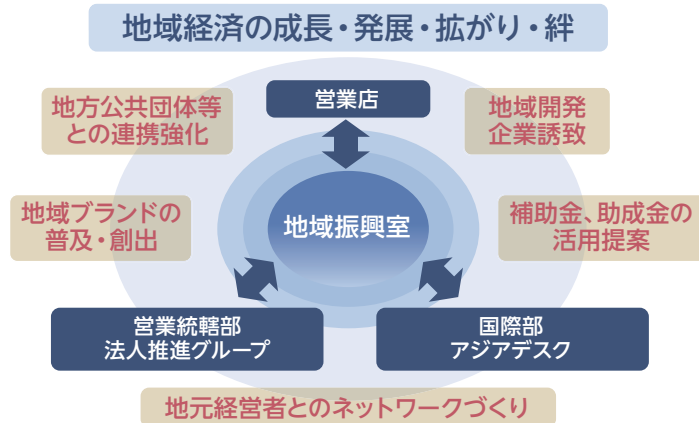 地域経済の成長・発展・拡がり・絆
営業店
地方公共団体等
との連携強化
地域開発
企業誘致
地域ブランドの
普及・創出
地域振興室
補助金、助成金の
活用提案
営業統轄部
法人推進グループ
国際部
アジアデスク
地元経営者とのネットワークづくり